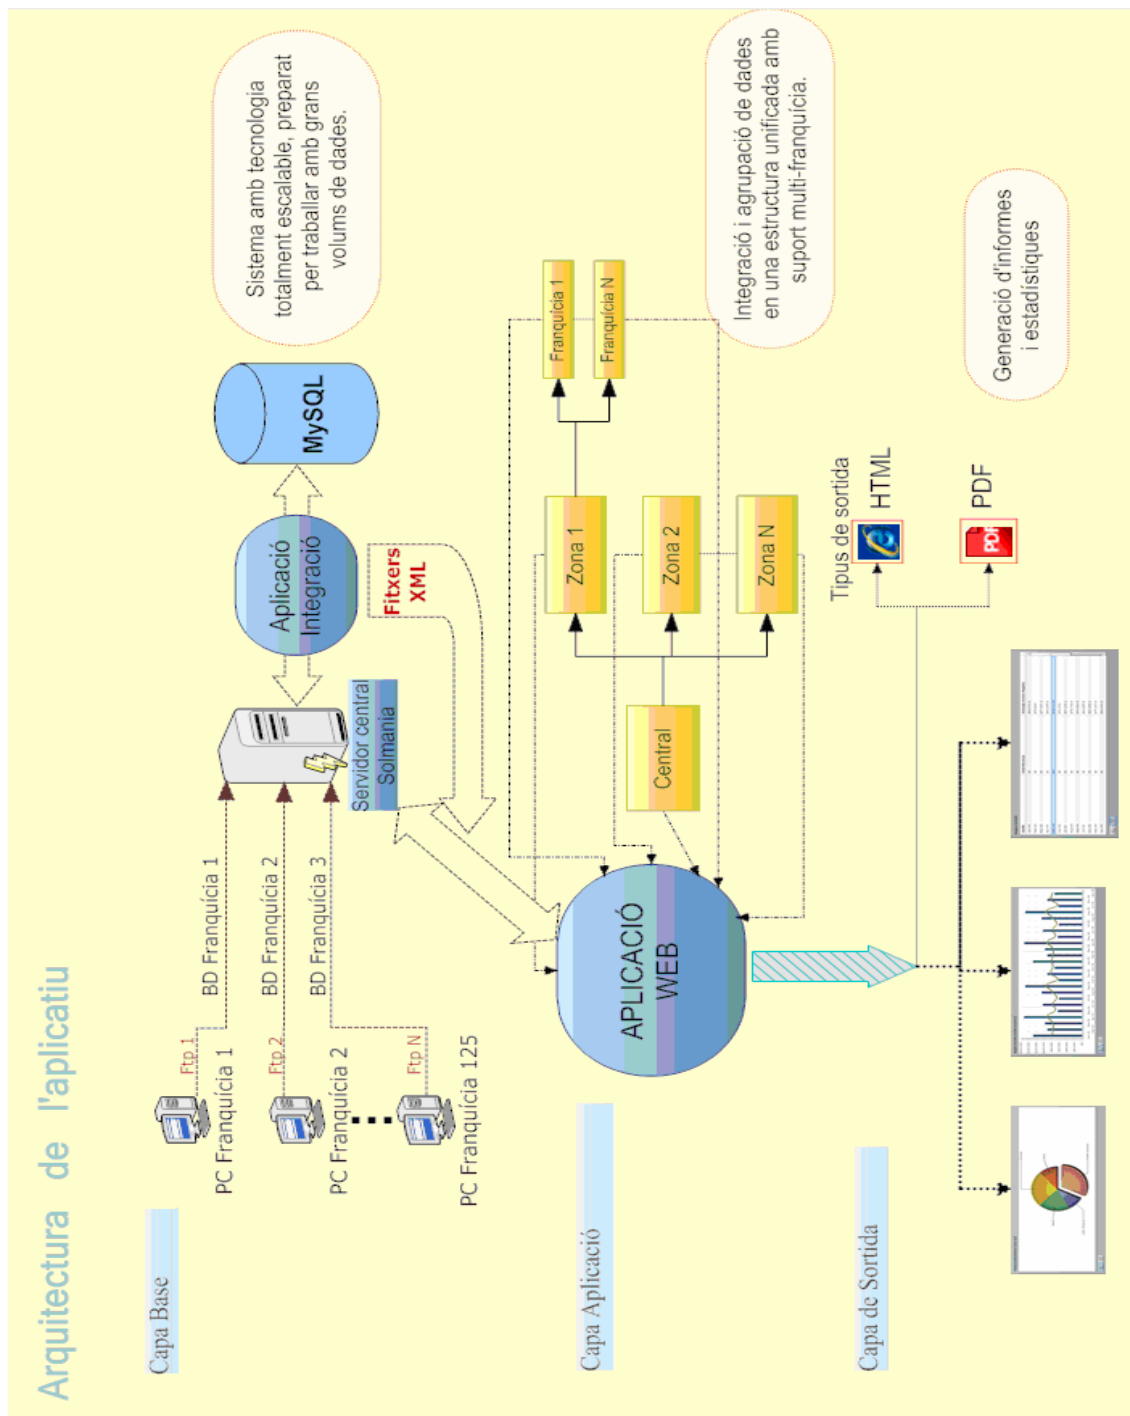 Arquitectura de l'aplicatiu
Capa Base
PC Franquícia 1
Ftp 1
BD Franquícia 1
PC Franquícia 2
Ftp 2
BD Franquícia 2
PC Franquícia 125
Ftp N
BD Franquícia 3
Servidor central
Solmania
Aplicació
Integració
MySQL
Fitxers
XML
Sistema amb tecnologia
totalment escalable, preparat
per traballar amb grans
volums de dades.
Capa Aplicació
APLICACIÓ
WEB
Central
Zona 1
Zona 2
Zona N
Franquícia 1
Franquícia N
Integració i agrupació de dades
en una estructura unificada amb
suport multi-franquícia.
Capa de Sortida
Tipus de sortida
HTML
PDF
PDF
Generació d'informes
i estadístiques